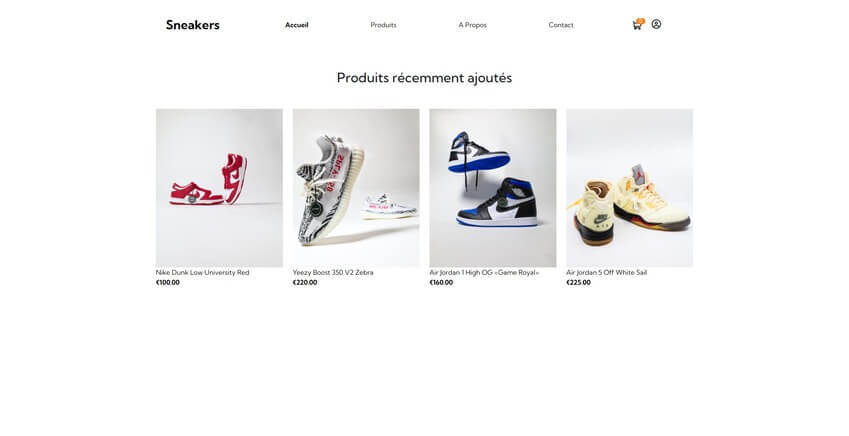 Sneakers
Accueil
Produits
A Propos
Contact
Produits récemment ajoutés
SPLY 350
Nike Dunk Low University Red
€100.00
Yeezy Boost 350 V2 Zebra
€220.00
Air Jordan 1 High OG «Game Royal»
€160.00
Air Jordan 5 Off White Sail
€225.00